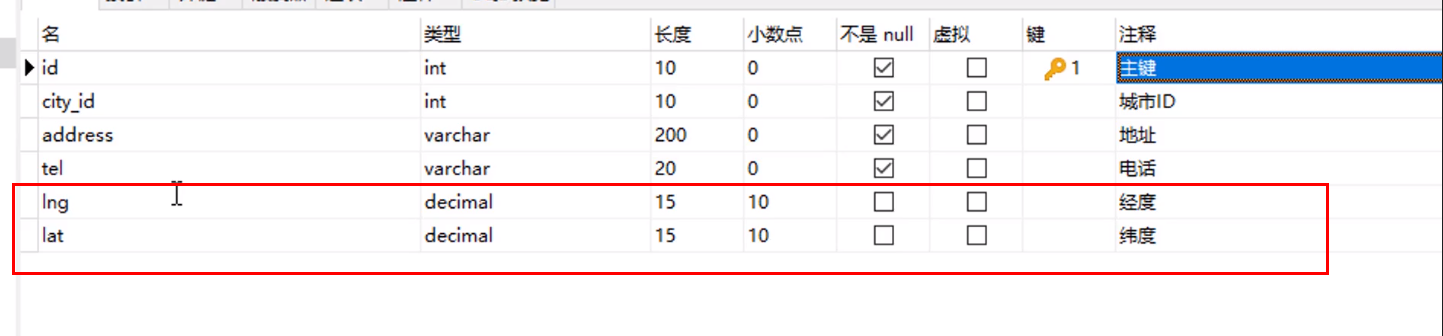 名 类型 长度 小数点 不是 null 虚拟 键 注释
id int 10 0 1 主键
city_id int 10 0 城市ID
address varchar 200 0 地址
tel varchar 20 0 电话
lng decimal 15 10 经度
lat decimal 15 10 纬度